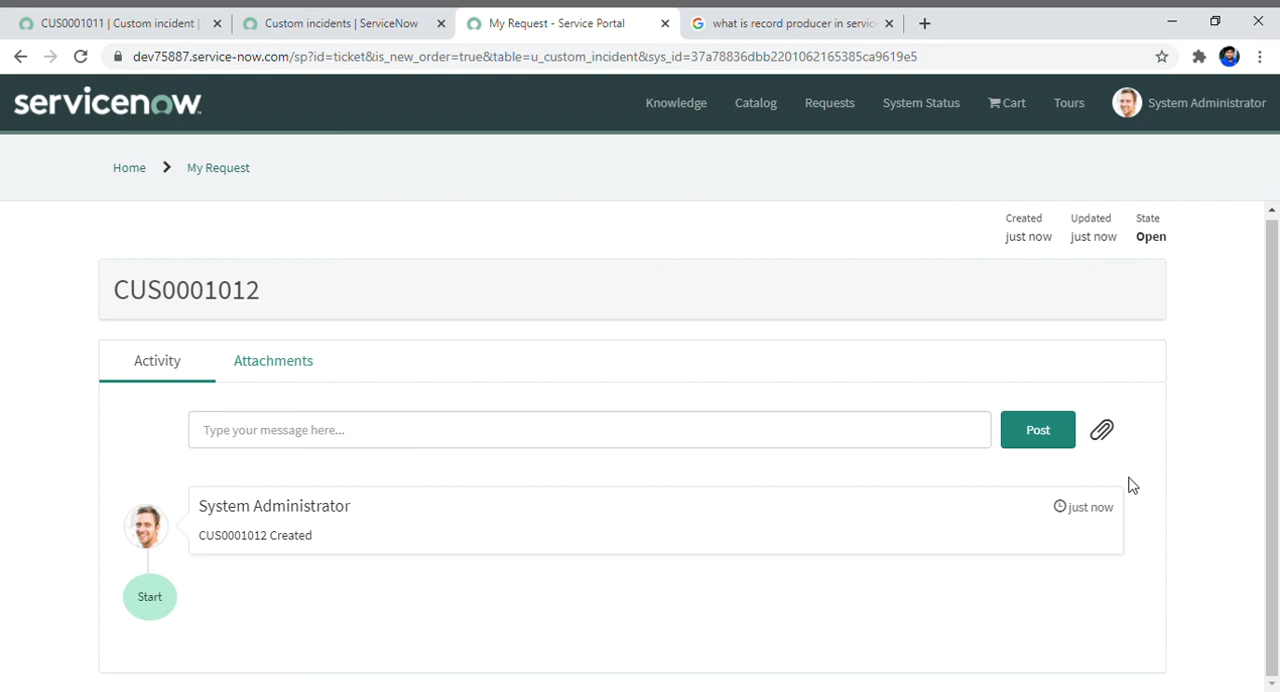 CUS0001011 | Custom incident |
Custom incidents | ServiceNow
My Request - Service Portal
what is record producer in servic
dev75887.service-now.com/sp?id=ticket&is_new_order=true&table=u_custom_incident&sys_id=37a78836dbb2201062165385ca9619e5
servicenow
Knowledge
Catalog
Requests
System Status
Cart
Tours
System Administrator
Home
My Request
Created
Updated
State
just now
just now
Open
CUS0001012
Activity
Attachments
Type your message here...
Post
System Administrator
just now
CUS0001012 Created
Start